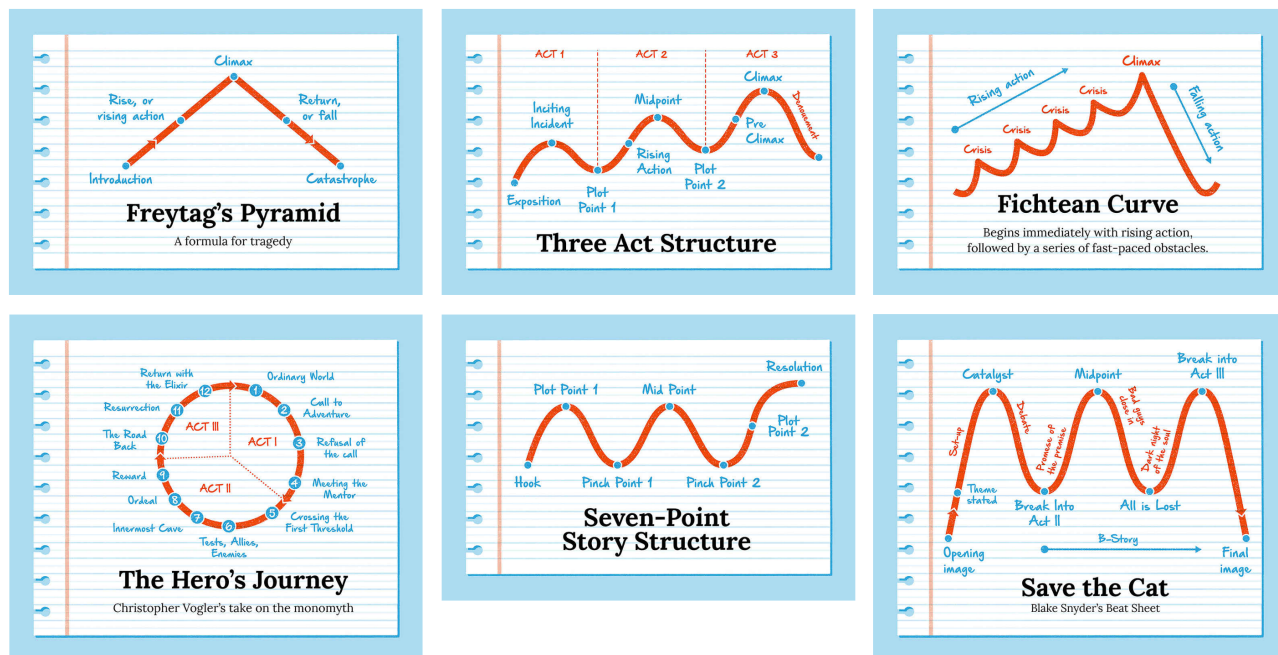 Climax
Rise, or
rising action
Return,
or fall
Introduction
Catastrophe
Freytag's Pyramid
A formula for tragedy
ACT 1
ACT 2
ACT 3
Climax
Inciting
Incident
Midpoint
Denouement
Pre
Climax
Rising
Action
Plot
Point 2
Exposition
Plot
Point 1
Three Act Structure
Climax
Rising action
Falling action
Crisis
Crisis
Crisis
Crisis
Fichtean Curve
Begins immediately with rising action,
followed by a series of fast-paced obstacles.
Return with
the Elixir
12
1
Ordinary World
Resurrection
11
2
Call to
Adventure
ACT III
ACT I
The Road
Back
10
3
Refusal of
the call
Reward
9
ACT II
4
Meeting the
Mentor
Ordeal
8
5
Crossing the
First Threshold
Innermost Cave
7
6
Tests, Allies,
Enemies
The Hero's Journey
Christopher Vogler's take on the monomyth
Resolution
Plot Point 1
Mid Point
Plot
Point 2
Hook
Pinch Point 1
Pinch Point 2
Seven-Point
Story Structure
Break into
Act III
Catalyst
Midpoint
Set-up
Debate
Promese of
the premise
Bad guys
close in
Dark night
of the soul
Theme
stated
Break Into
Act II
All is Lost
B-Story
Opening
image
Final
image
Save the Cat
Blake Snyder's Beat Sheet